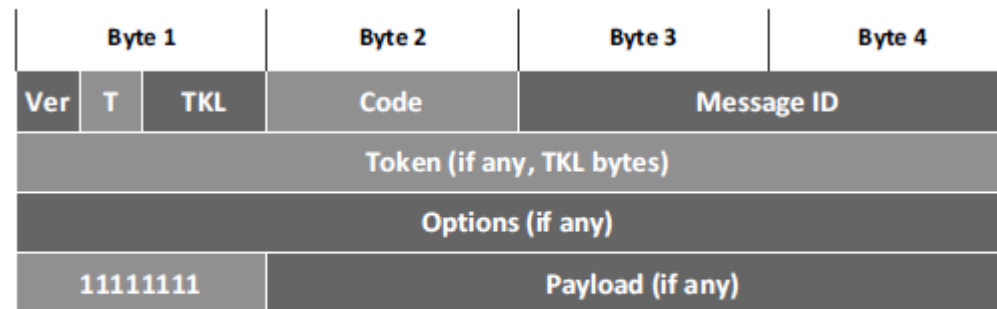 Byte 1 Byte 2 Byte 3 Byte 4
Ver T TKL Code Message ID
Token (if any, TKL bytes)
Options (if any)
11111111 Payload (if any)